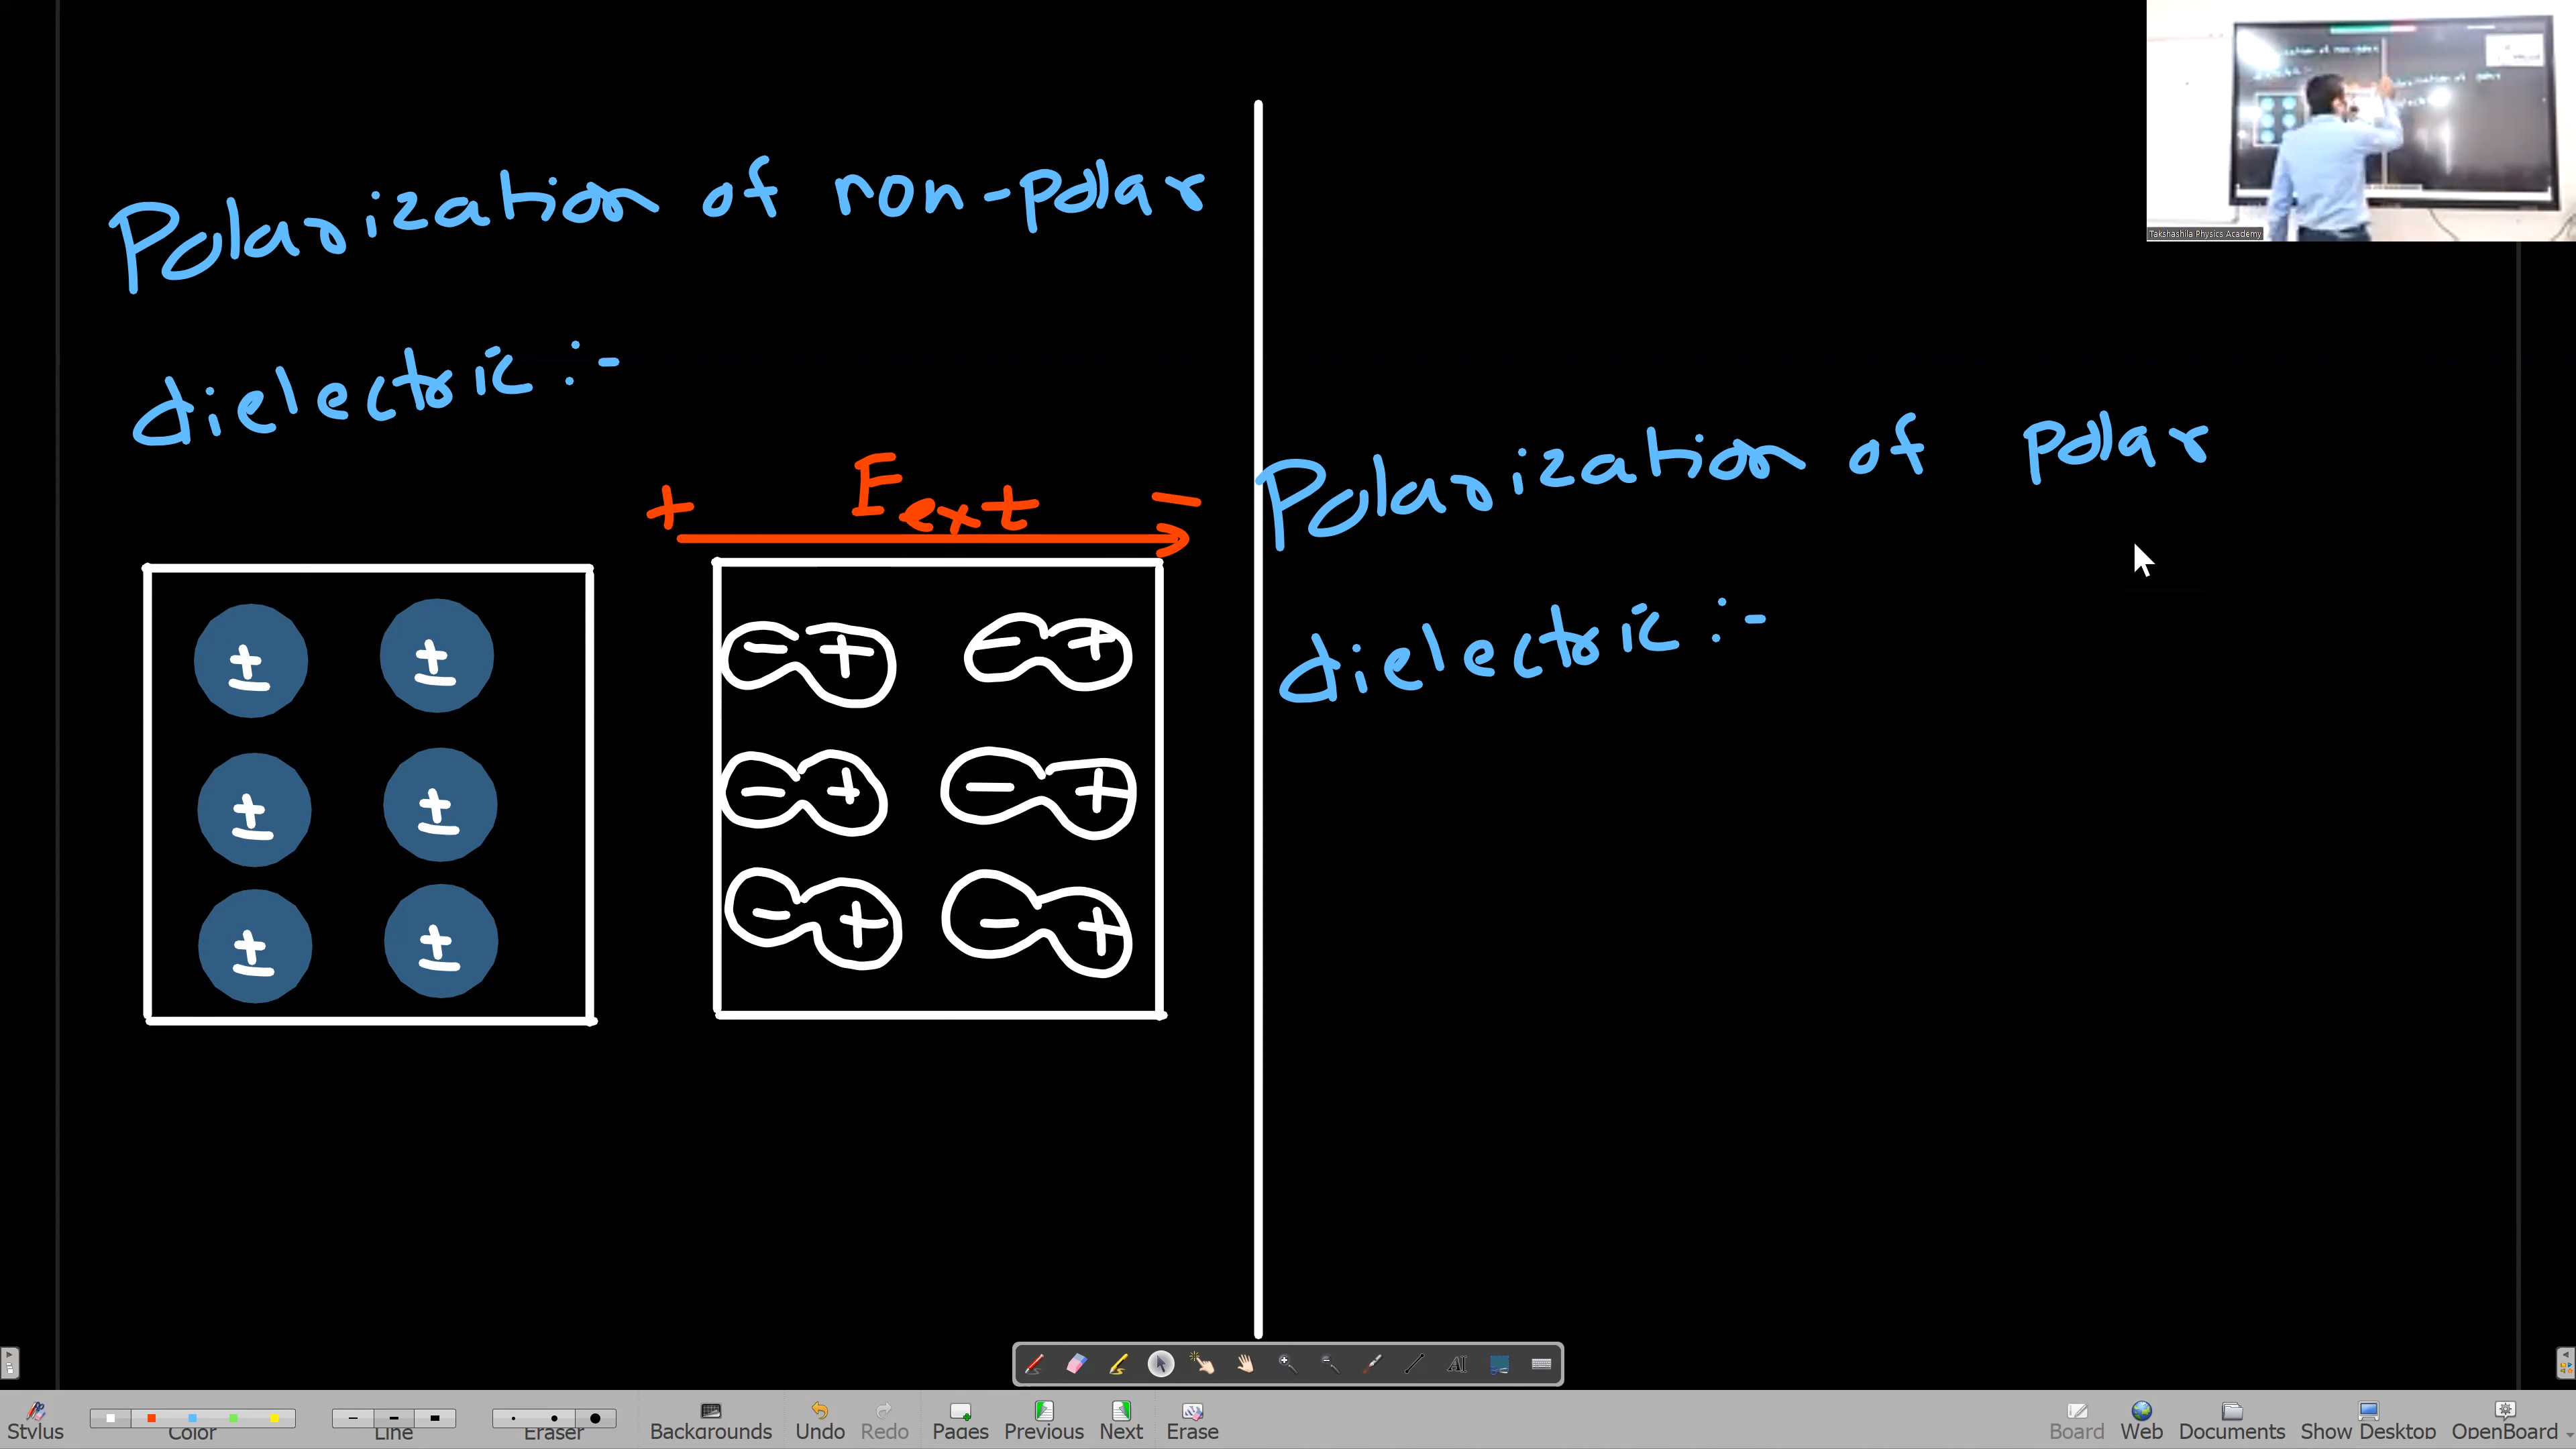 Polarization of non-polar
dielectric :-
+ Eext -
± ±
± ±
± ±
- + - +
- + - +
- + - +
Polarization of polar
dielectric :-
Takshashila Physics Academy
Stylus Color Line Eraser Backgrounds Undo Redo Pages Previous Next Erase Board Web Documents Show Desktop OpenBoard